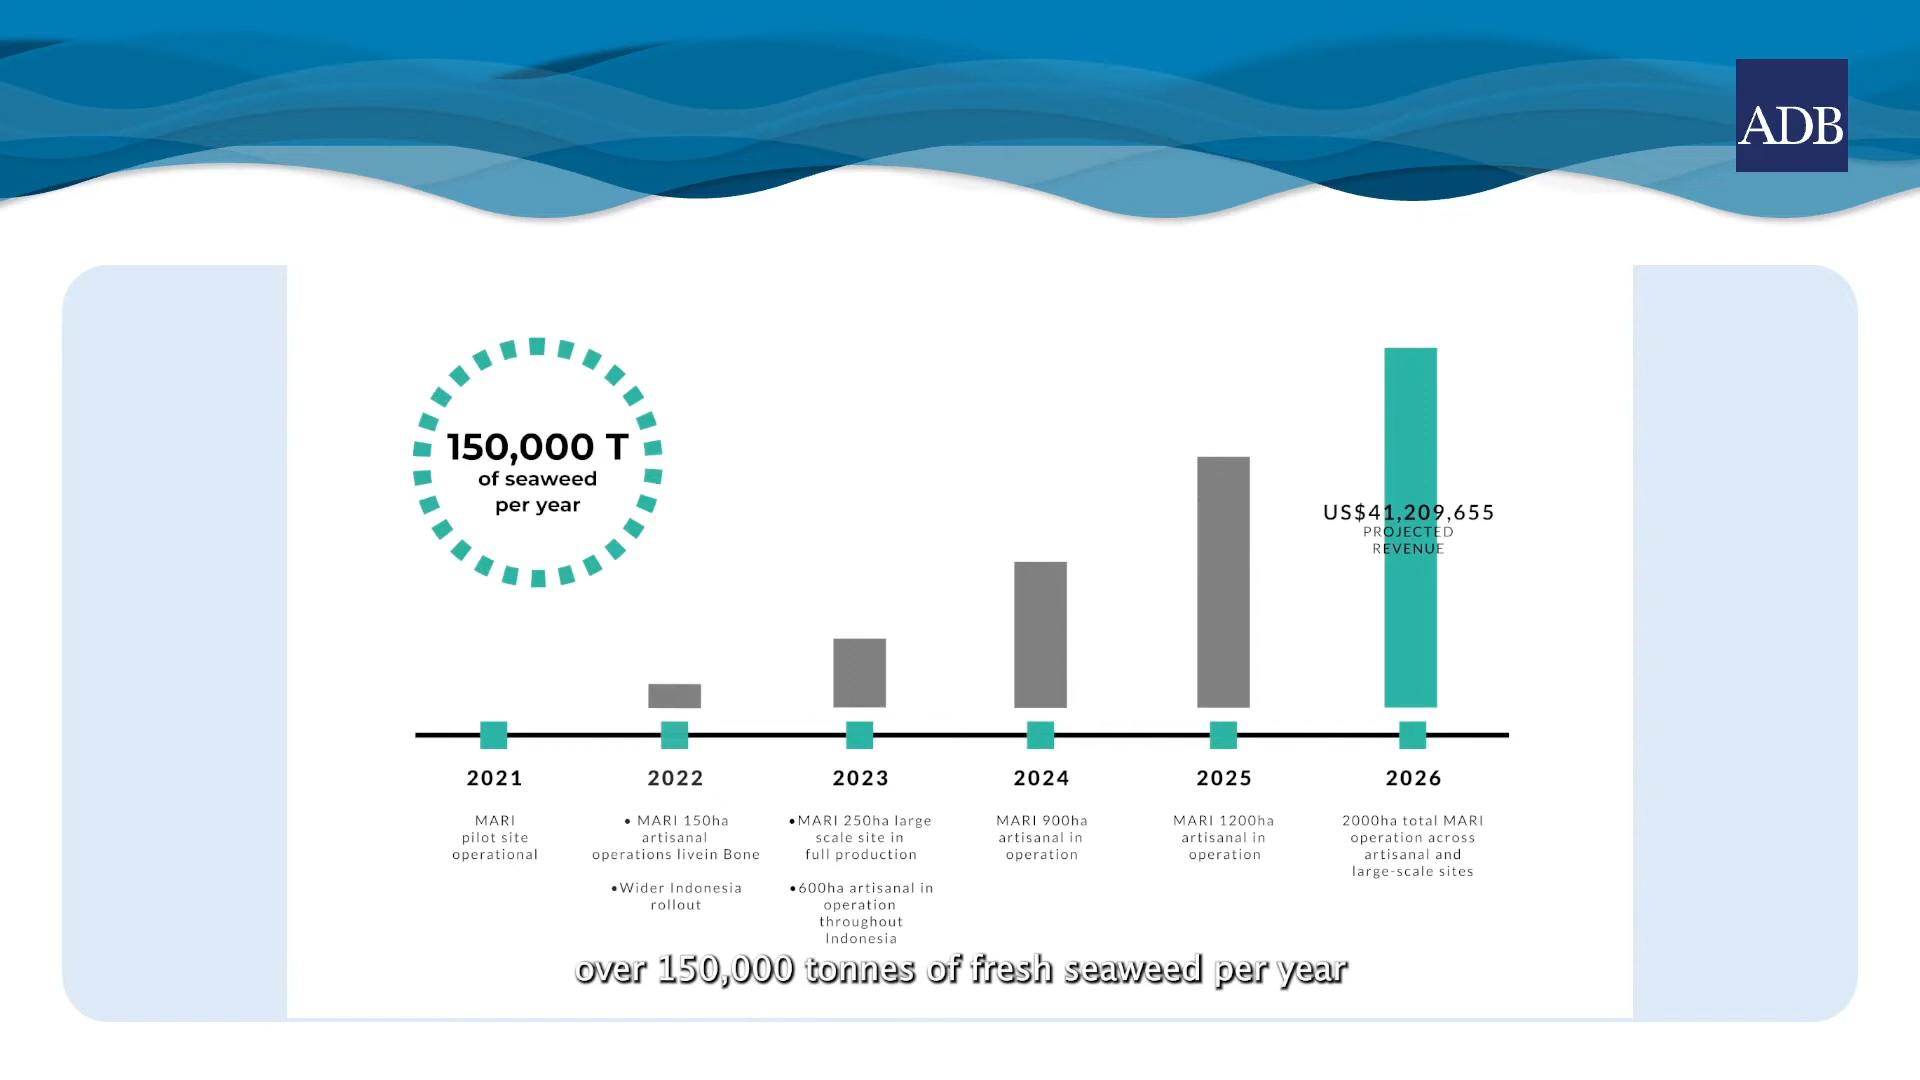 ADB
150,000 T
of seaweed
per year
US$41,209,655
PROJECTED
REVENUE
2021
MARI
pilot site
operational
2022
• MARI 150ha
artisanal
operations livein Bone
•Wider Indonesia
rollout
2023
•MARI 250ha large
scale site in
full production
•600ha artisanal in
operation
throughout
Indonesia
2024
MARI 900ha
artisanal in
operation
2025
MARI 1200ha
artisanal in
operation
2026
2000ha total MARI
operation across
artisanal and
large-scale sites
over 150,000 tonnes of fresh seaweed per year